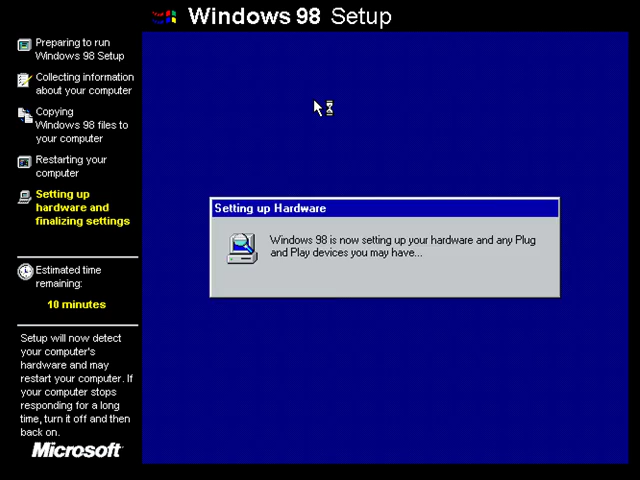 Windows 98 Setup
Preparing to run
Windows 98 Setup
Collecting information
about your computer
Copying
Windows 98 files to
your computer
Restarting your
computer
Setting up
hardware and
finalizing settings
Estimated time
remaining:
10 minutes
Setup will now detect
your computer's
hardware and may
restart your computer. If
your computer stops
responding for a long
time, turn it off and then
back on.
Microsoft
Setting up Hardware
Windows 98 is now setting up your hardware and any Plug
and Play devices you may have...